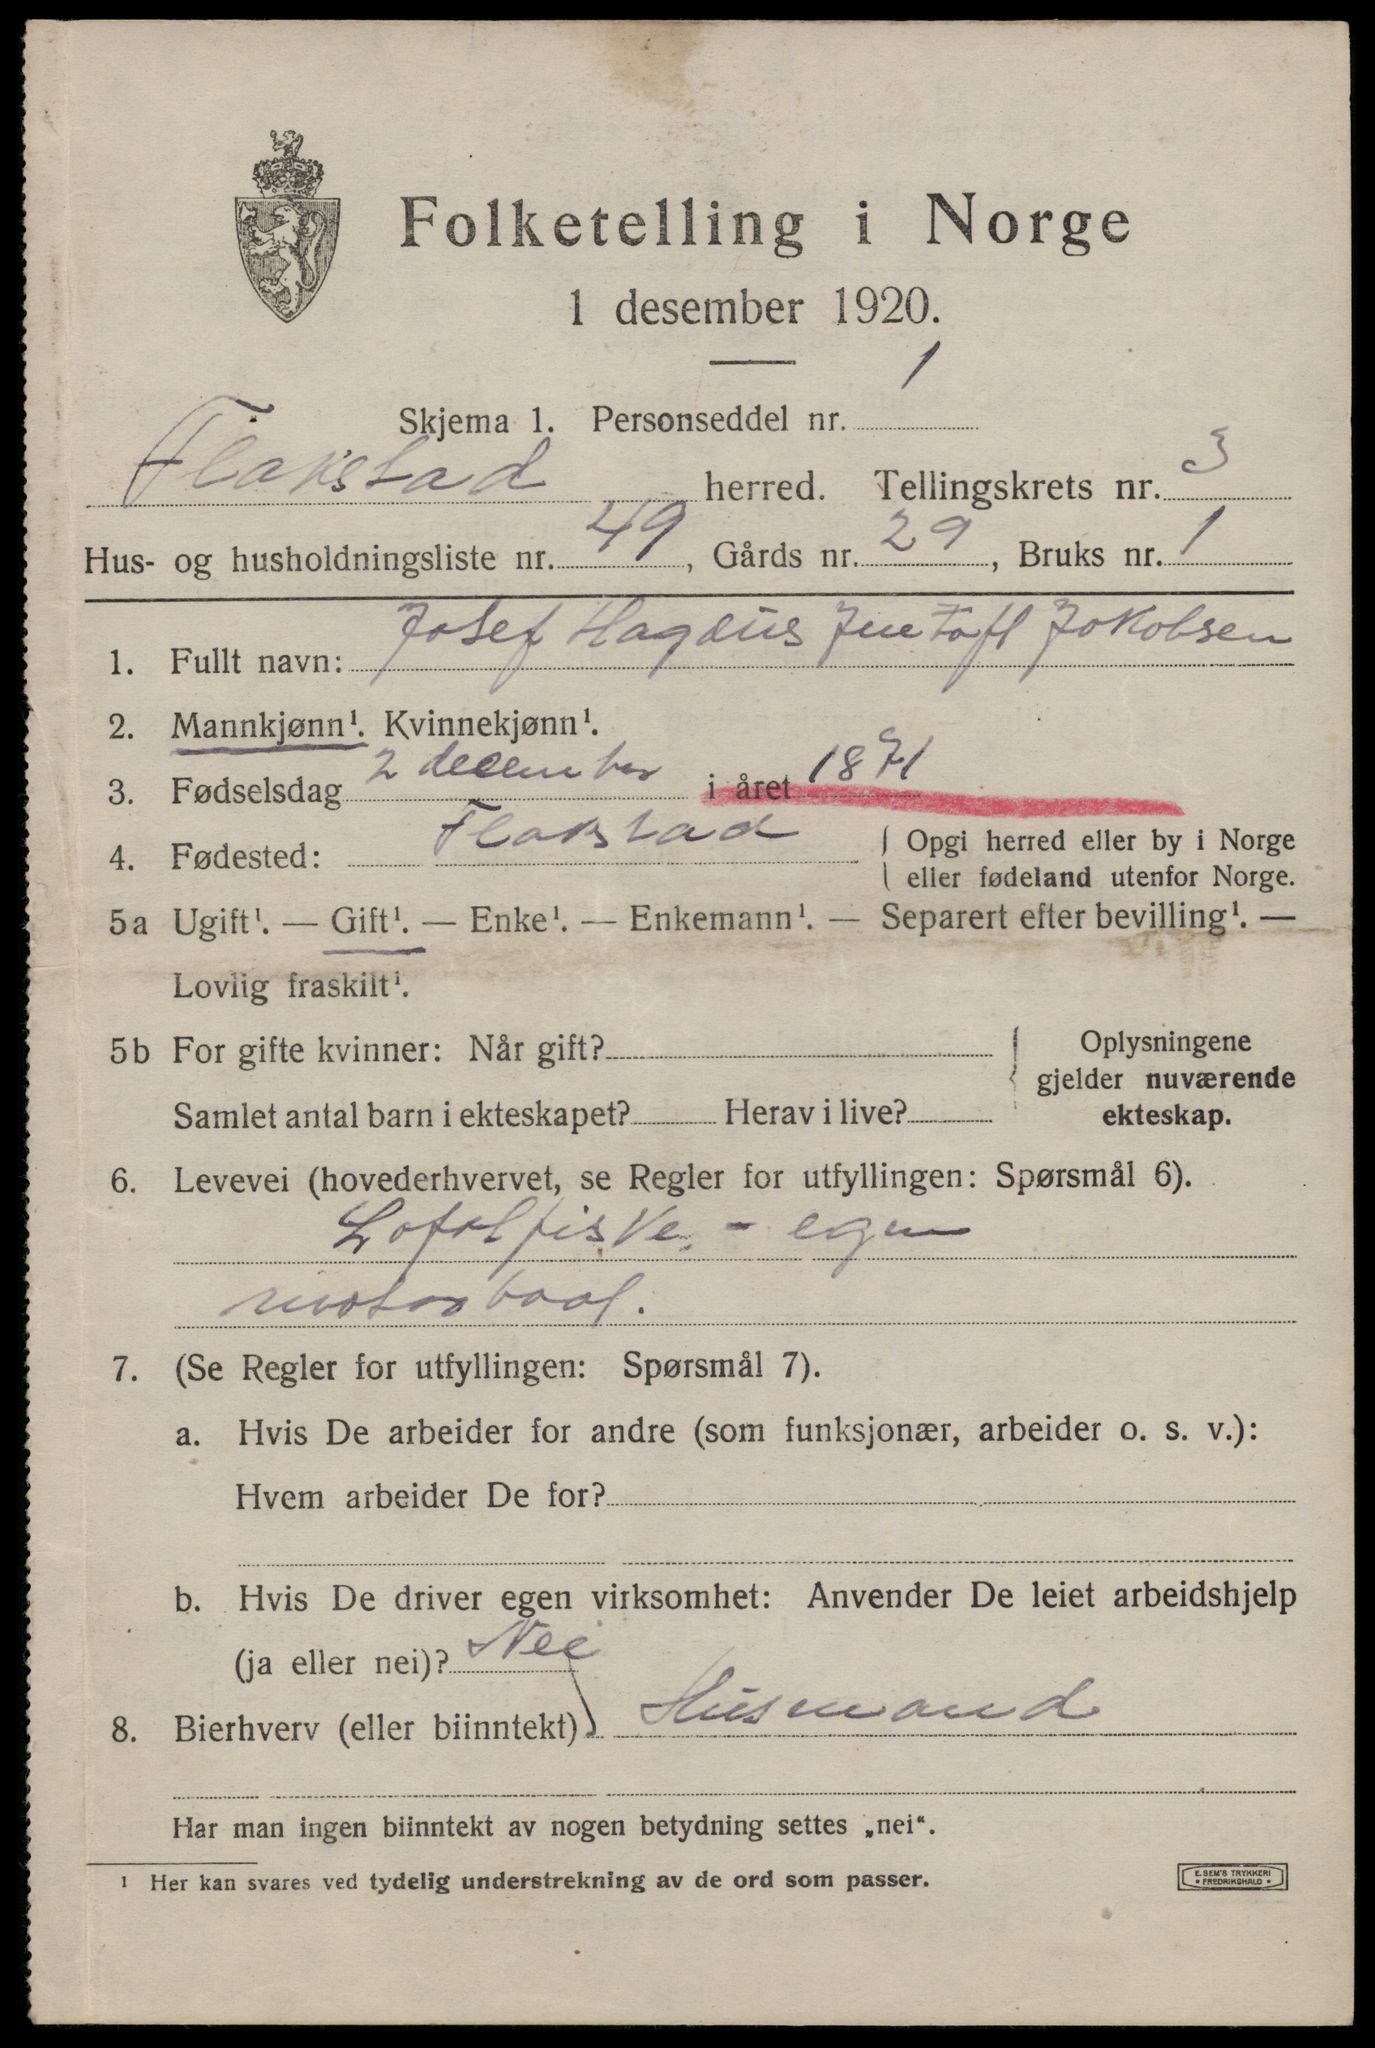 Folketelling i Norge
1 desember 1920.
Skjema 1. Personseddel nr. 1
Flakstad herred. Tellingskrets nr. 3
Hus- og husholdningsliste nr. 49, Gårds nr. 29, Bruks nr. 1
1. Fullt navn: Josef Jakobsen
2. Mannkjønn¹. Kvinnekjønn¹.
3. Fødselsdag 2 december i året 1871
4. Fødested: Flakstad { Opgi herred eller by i Norge
eller fødeland utenfor Norge.
5a Ugift¹. — Gift¹. — Enke¹. — Enkemann¹. — Separert efter bevilling¹. —
Lovlig fraskilt¹.
5b For gifte kvinner: Når gift? { Oplysningene
gjelder nuværende
Samlet antal barn i ekteskapet? Herav i live? ekteskap.
6. Levevei (hovederhvervet, se Regler for utfyllingen: Spørsmål 6).
Lofotfiske, - egen
motorbaat.
7. (Se Regler for utfyllingen: Spørsmål 7).
a. Hvis De arbeider for andre (som funksjonær, arbeider o. s. v.):
Hvem arbeider De for?
b. Hvis De driver egen virksomhet: Anvender De leiet arbeidshjelp
(ja eller nei)? Nei
8. Bierhverv (eller biinntekt) Husmand
Har man ingen biinntekt av nogen betydning settes „nei“.
¹ Her kan svares ved tydelig understrekning av de ord som passer.
E. SEM'S TRYKKERI
• FREDRIKSHALD •